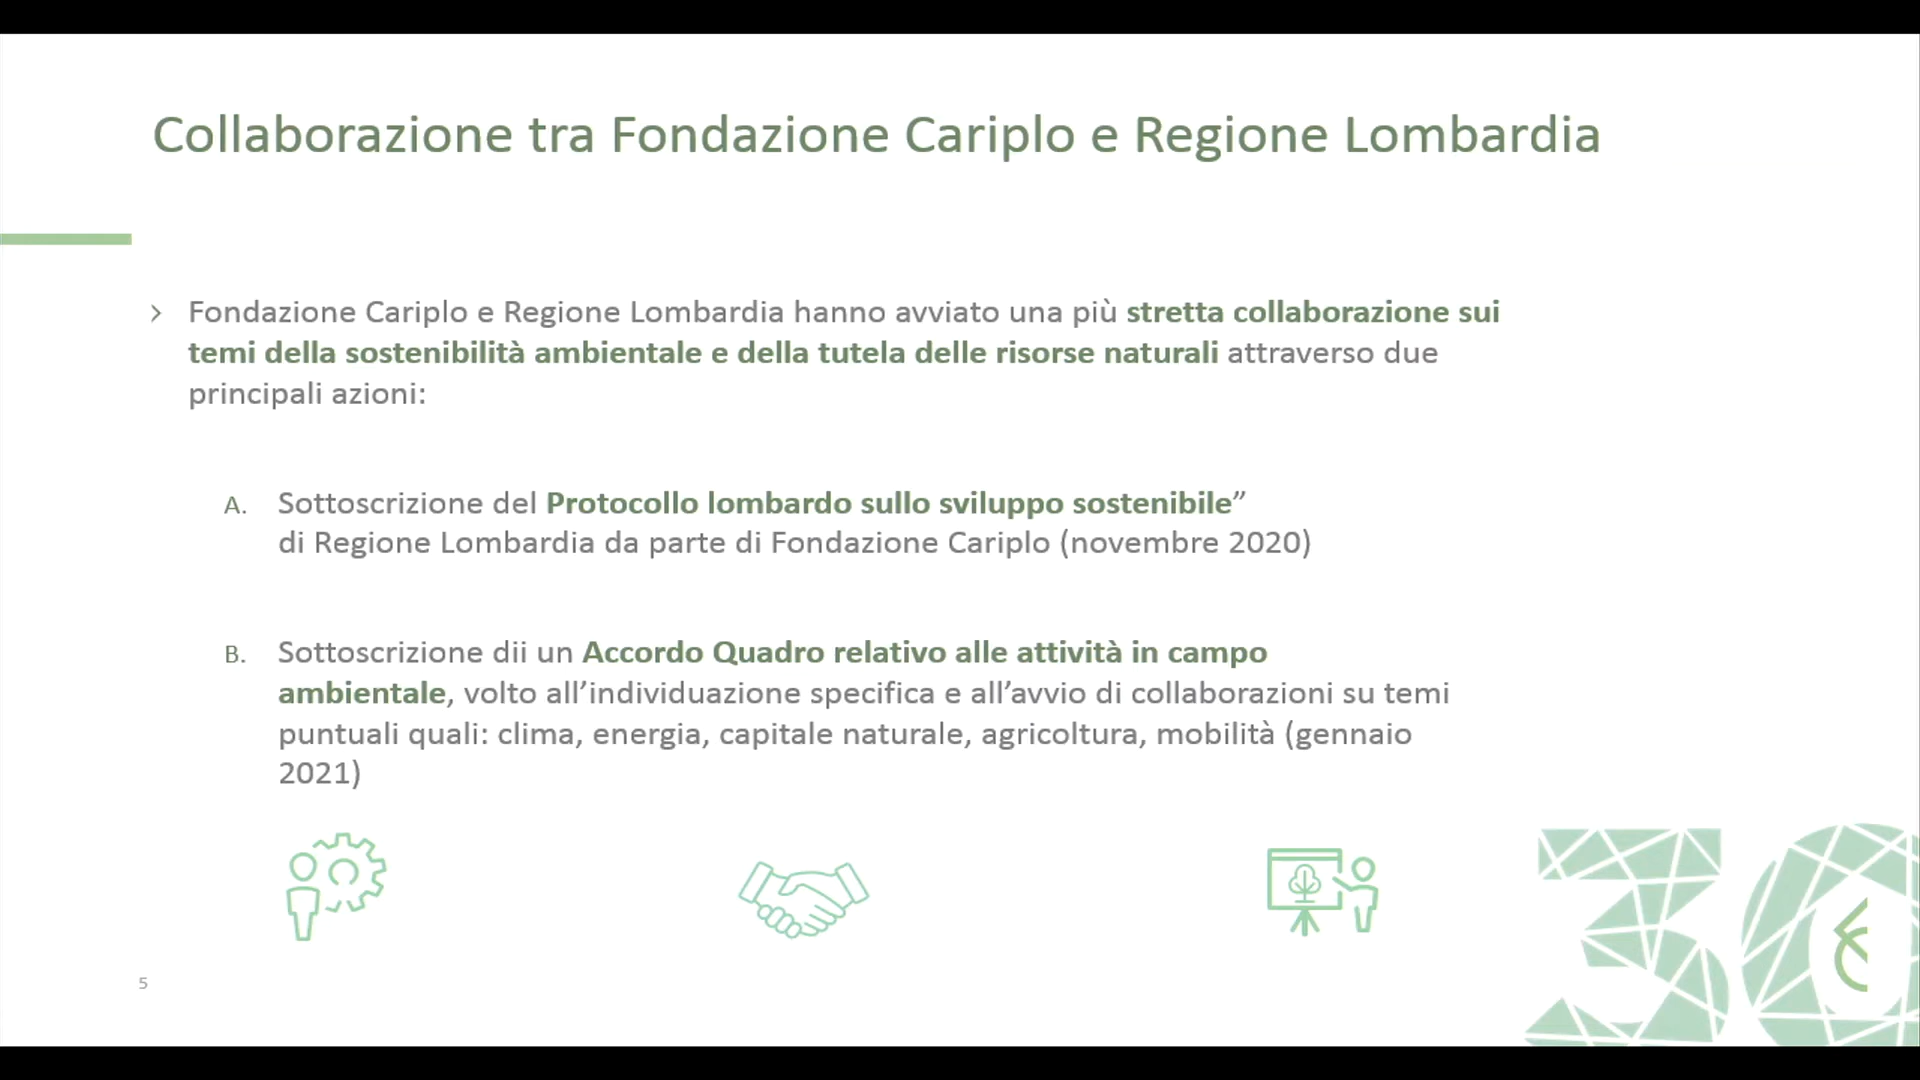 Collaborazione tra Fondazione Cariplo e Regione Lombardia
› Fondazione Cariplo e Regione Lombardia hanno avviato una più stretta collaborazione sui
temi della sostenibilità ambientale e della tutela delle risorse naturali attraverso due
principali azioni:
A. Sottoscrizione del Protocollo lombardo sullo sviluppo sostenibile”
di Regione Lombardia da parte di Fondazione Cariplo (novembre 2020)
B. Sottoscrizione dii un Accordo Quadro relativo alle attività in campo
ambientale, volto all’individuazione specifica e all’avvio di collaborazioni su temi
puntuali quali: clima, energia, capitale naturale, agricoltura, mobilità (gennaio
2021)
30
5